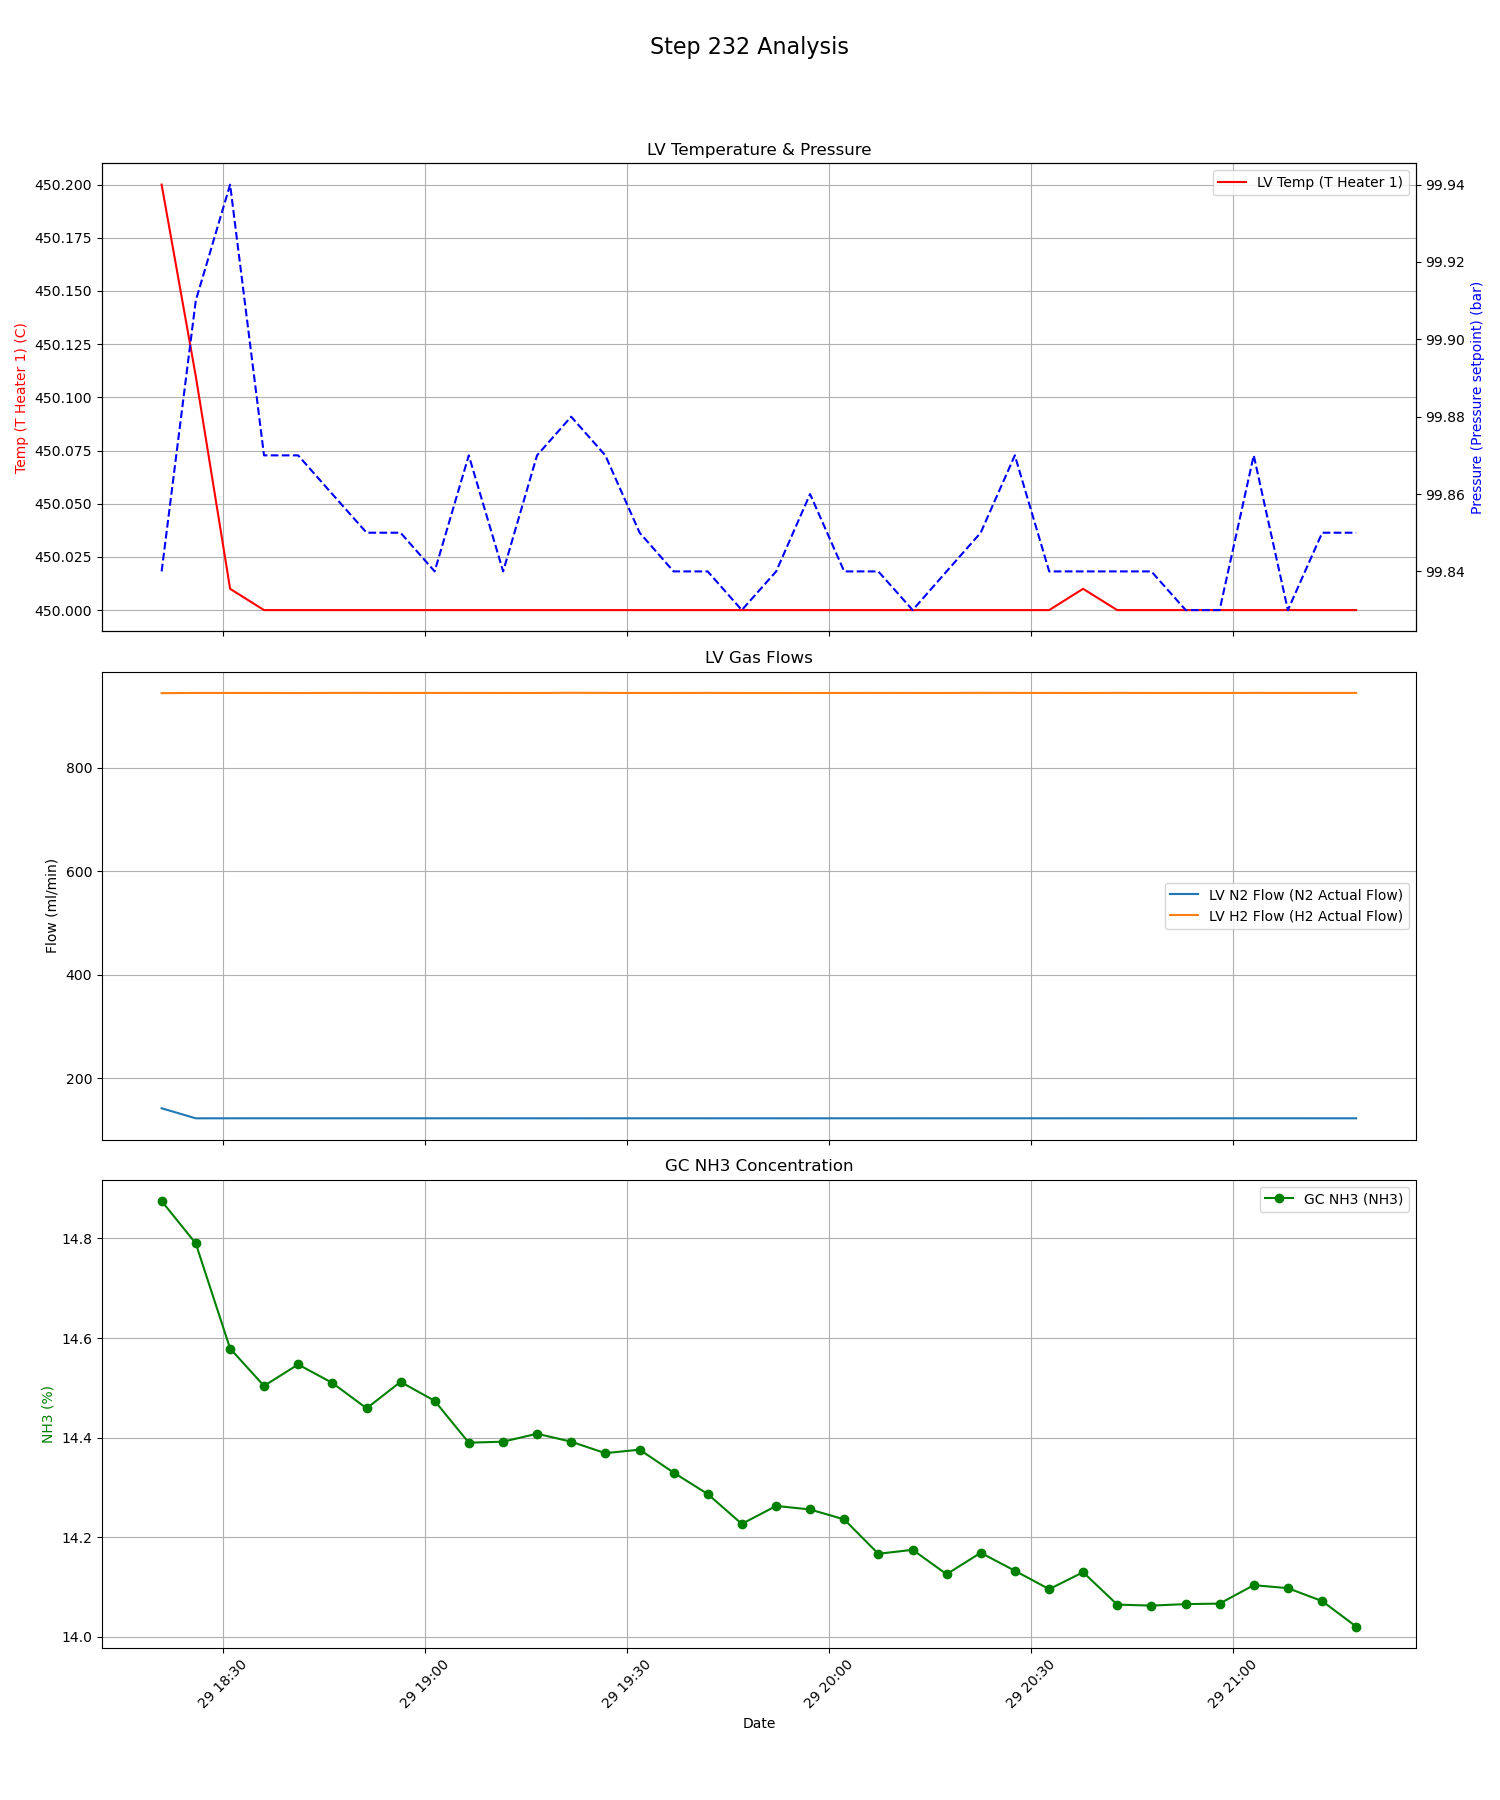 Step 232 Analysis
LV Temperature & Pressure
LV Temp (T Heater 1)
Temp (T Heater 1) (C)
450.200
450.175
450.150
450.125
450.100
450.075
450.050
450.025
450.000
99.94
99.92
99.90
99.88
99.86
99.84
Pressure (Pressure setpoint) (bar)
LV Gas Flows
Flow (ml/min)
800
600
400
200
LV N2 Flow (N2 Actual Flow)
LV H2 Flow (H2 Actual Flow)
GC NH3 Concentration
GC NH3 (NH3)
NH3 (%)
14.8
14.6
14.4
14.2
14.0
29 18:30
29 19:00
29 19:30
29 20:00
29 20:30
29 21:00
Date